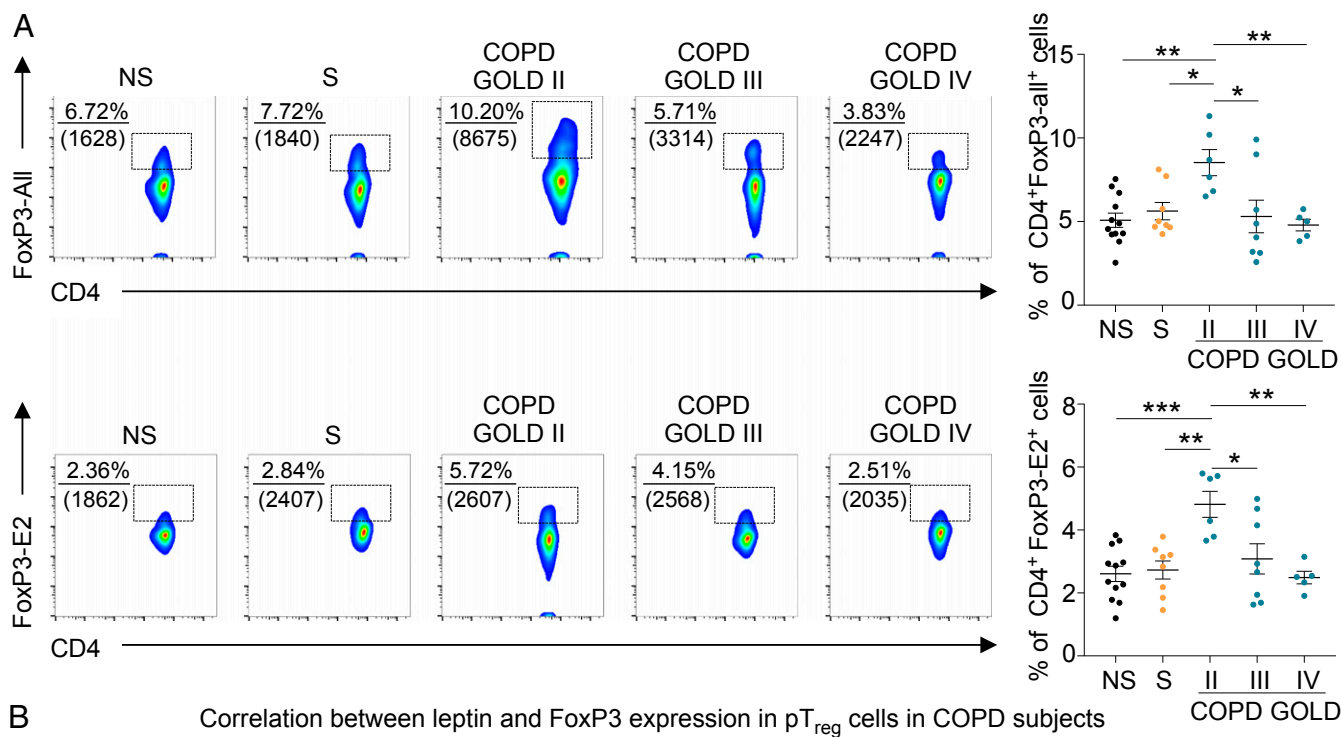 A
FoxP3-All
NS
6.72%
(1628)
S
7.72%
(1840)
COPD
GOLD II
10.20%
(8675)
COPD
GOLD III
5.71%
(3314)
COPD
GOLD IV
3.83%
(2247)
CD4
% of CD4+FoxP3-all+ cells
15
10
5
0
**
**
*
*
NS S II III IV
COPD GOLD
FoxP3-E2
NS
2.36%
(1862)
S
2.84%
(2407)
COPD
GOLD II
5.72%
(2607)
COPD
GOLD III
4.15%
(2568)
COPD
GOLD IV
2.51%
(2035)
CD4
% of CD4+ FoxP3-E2+ cells
8
6
4
2
0
***
**
**
*
NS S II III IV
COPD GOLD
B Correlation between leptin and FoxP3 expression in pTreg cells in COPD subjects